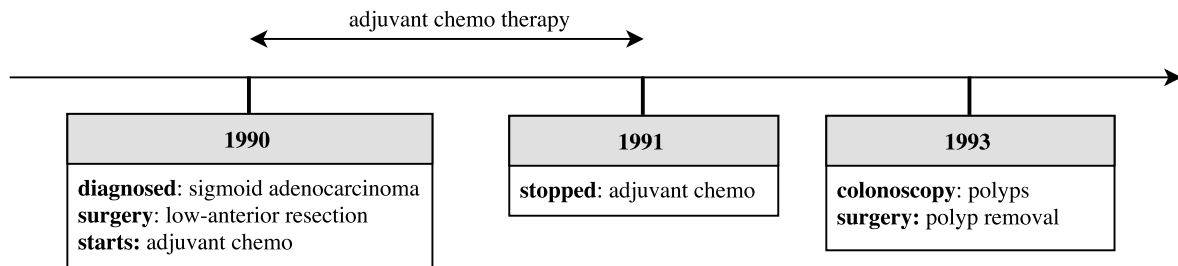 adjuvant chemo therapy
1990
diagnosed: sigmoid adenocarcinoma
surgery: low-anterior resection
starts: adjuvant chemo
1991
stopped: adjuvant chemo
1993
colonoscopy: polyps
surgery: polyp removal